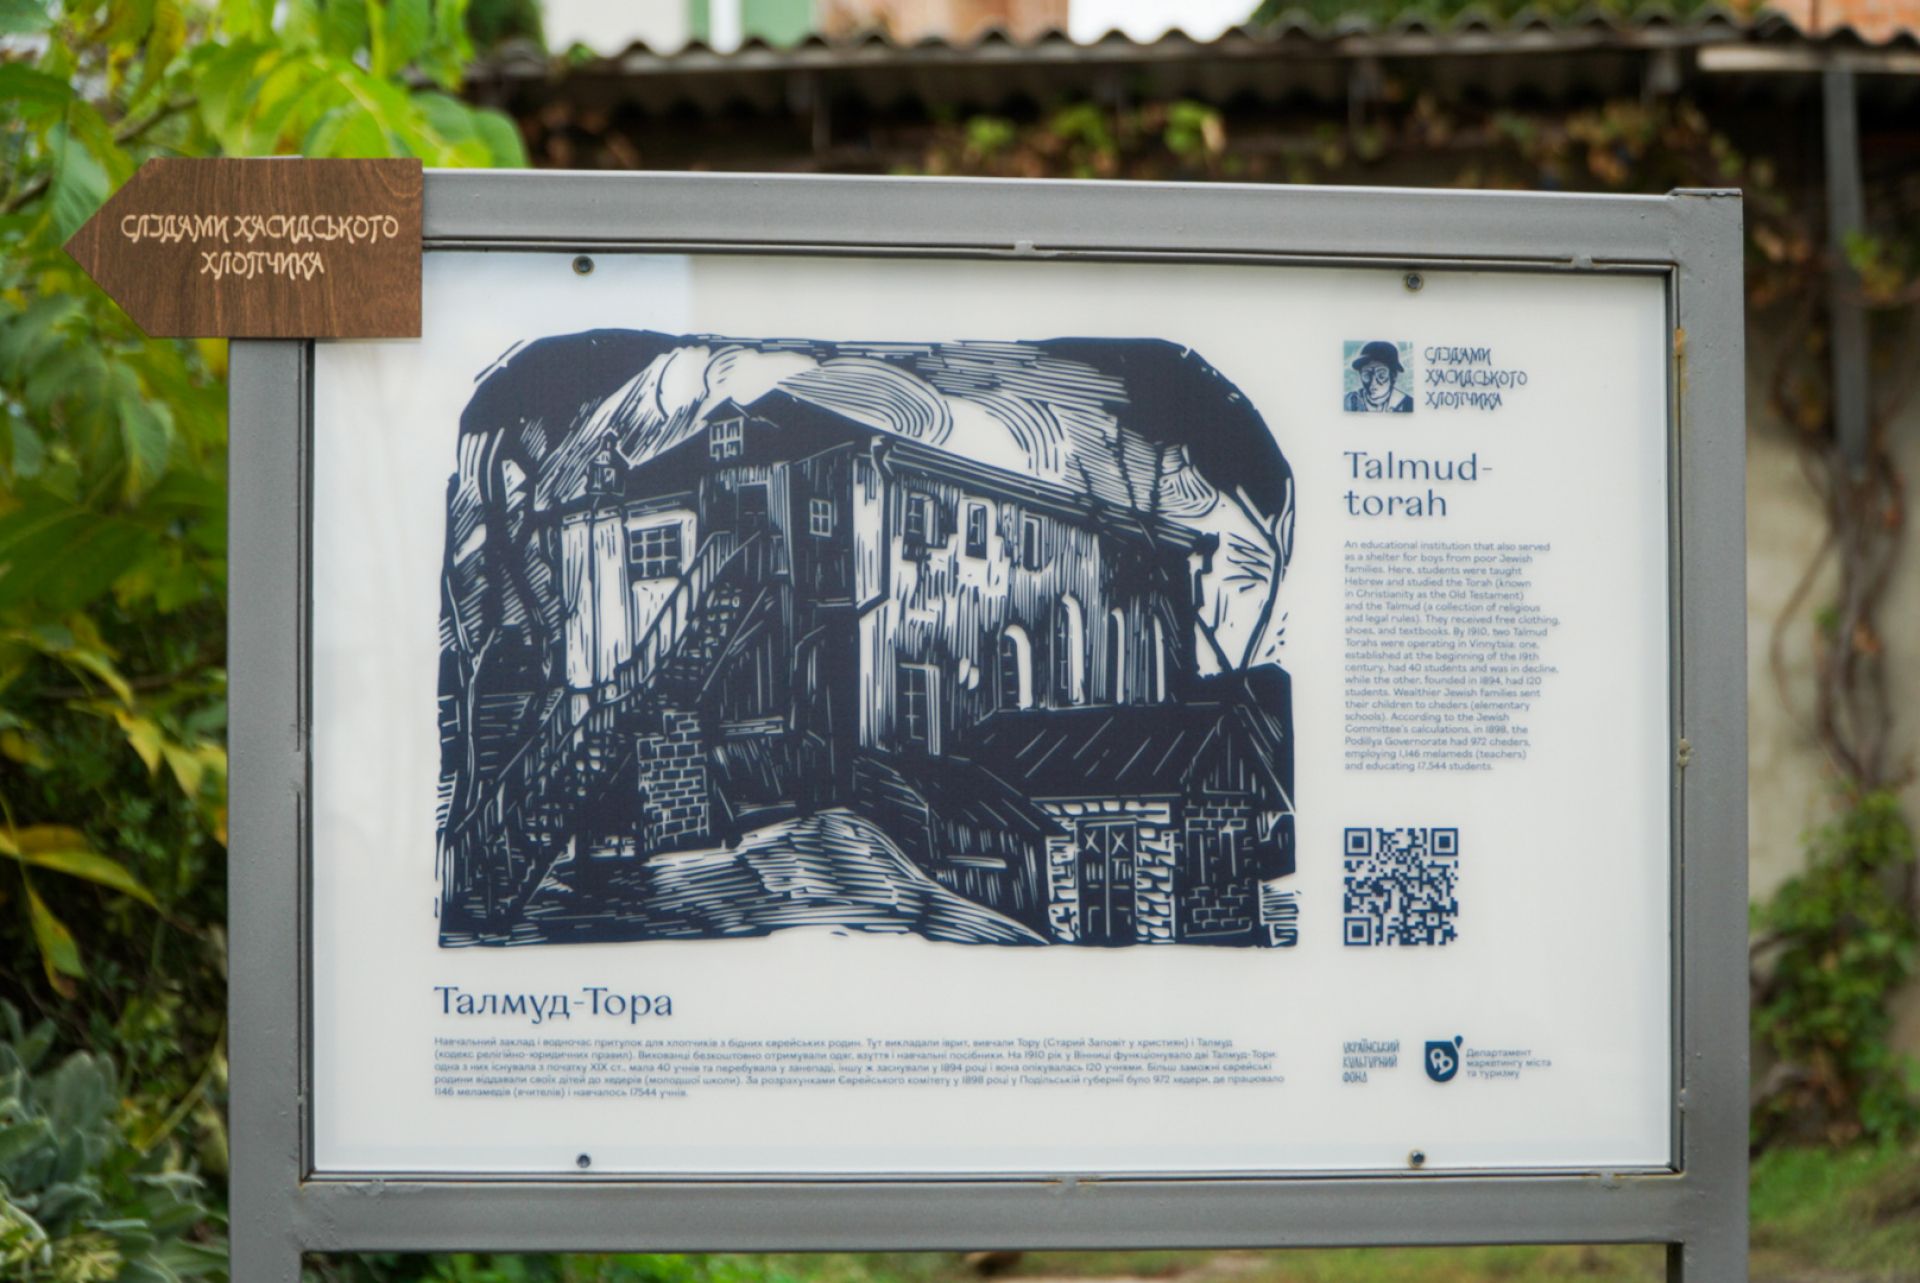 СЛІДАМИ ХАСИДСЬКОГО
ХЛОПЧИКА
СЛІДАМИ
ХАСИДСЬКОГО
ХЛОПЧИКА
Talmud-
torah
An educational institution that also served
as a shelter for boys from poor Jewish
families. Here, students were taught
Hebrew and studied the Torah (known
in Christianity as the Old Testament)
and the Talmud (a collection of religious
and legal rules). They received free clothing,
shoes, and textbooks. By 1910, two Talmud
Torahs were operating in Vinnytsia: one,
established at the beginning of the 19th
century, had 40 students and was in decline,
while the other, founded in 1894, had 120
students. Wealthier Jewish families sent
their children to cheders (elementary
schools). According to the Jewish
Committee's calculations, in 1898, the
Podillya Governorate had 972 cheders,
employing 1,146 melameds (teachers)
and educating 17,544 students.
Талмуд-Тора
Навчальний заклад і водночас притулок для хлопчиків з бідних єврейських родин. Тут викладали іврит, вивчали Тору (Старий Заповіт у християн) і Талмуд
(кодекс релігійно-юридичних правил). Вихованці безкоштовно отримували одяг, взуття і навчальні посібники. На 1910 рік у Вінниці функціонувало дві Талмуд-Тори:
одна з них існувала з початку XIX ст., мала 40 учнів та перебувала у занепаді, іншу ж заснували у 1894 році і вона опікувалась 120 учнями. Більш заможні єврейські
родини віддавали своїх дітей до хедерів (молодшої школи). За розрахунками Єврейського комітету у 1898 році у Подільській губернії було 972 хедери, де працювало
1146 меламедів (вчителів) і навчалось 17544 учнів.
УКРАЇНСЬКИЙ
КУЛЬТУРНИЙ
ФОНД
Департамент
маркетингу міста
та туризму